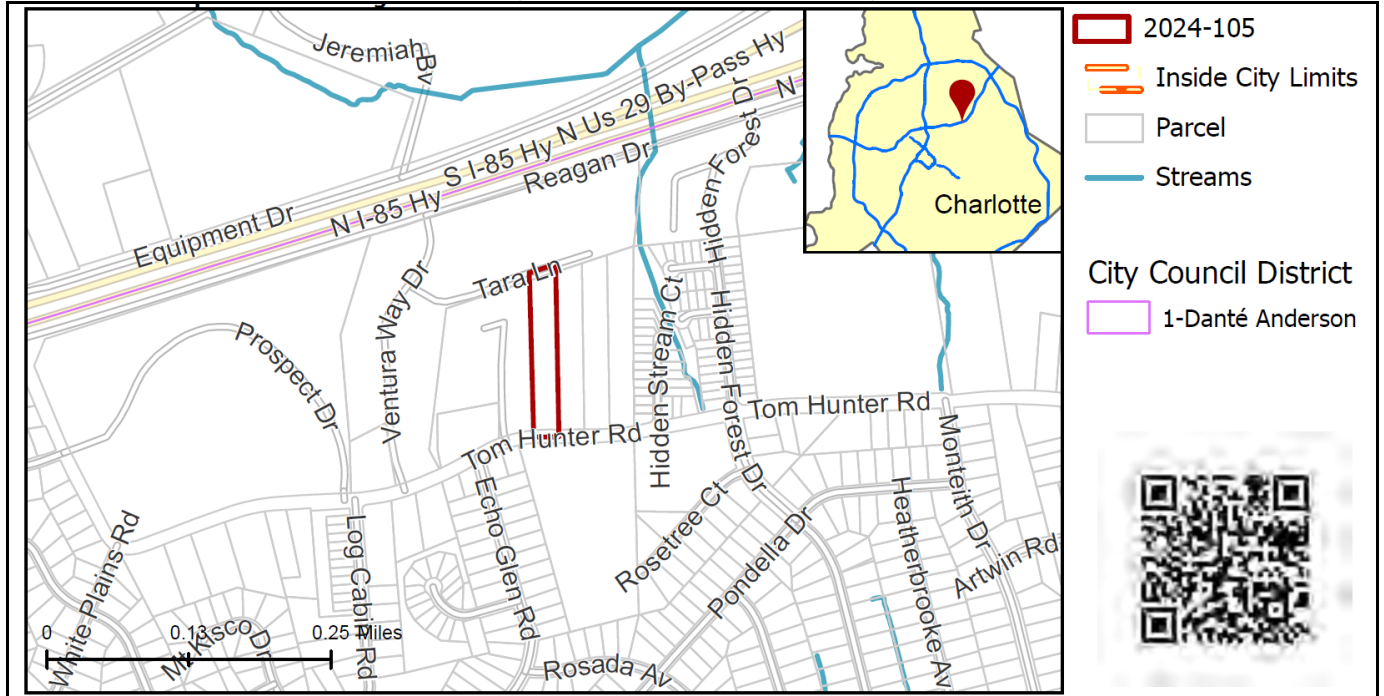 Jeremiah Bv
S I-85 Hy N Us 29 By-Pass Hy
N
Equipment Dr
N I-85 Hy
Reagan Dr
Hidden Forest Dr
Tara Ln
Ventura Way Dr
Prospect Dr
Hidden Stream Ct
Hidden Forest Dr
Tom Hunter Rd
Tom Hunter Rd
Echo Glen Rd
Log Cabin Rd
White Plains Rd
Mt Kisco Dr
Rosetree Ct
Pondella Dr
Heatherbrooke Av
Monteith Dr
Artwin Rd
Rosada Av
0 0.13 0.25 Miles
Charlotte
2024-105
Inside City Limits
Parcel
Streams
City Council District
1-Danté Anderson